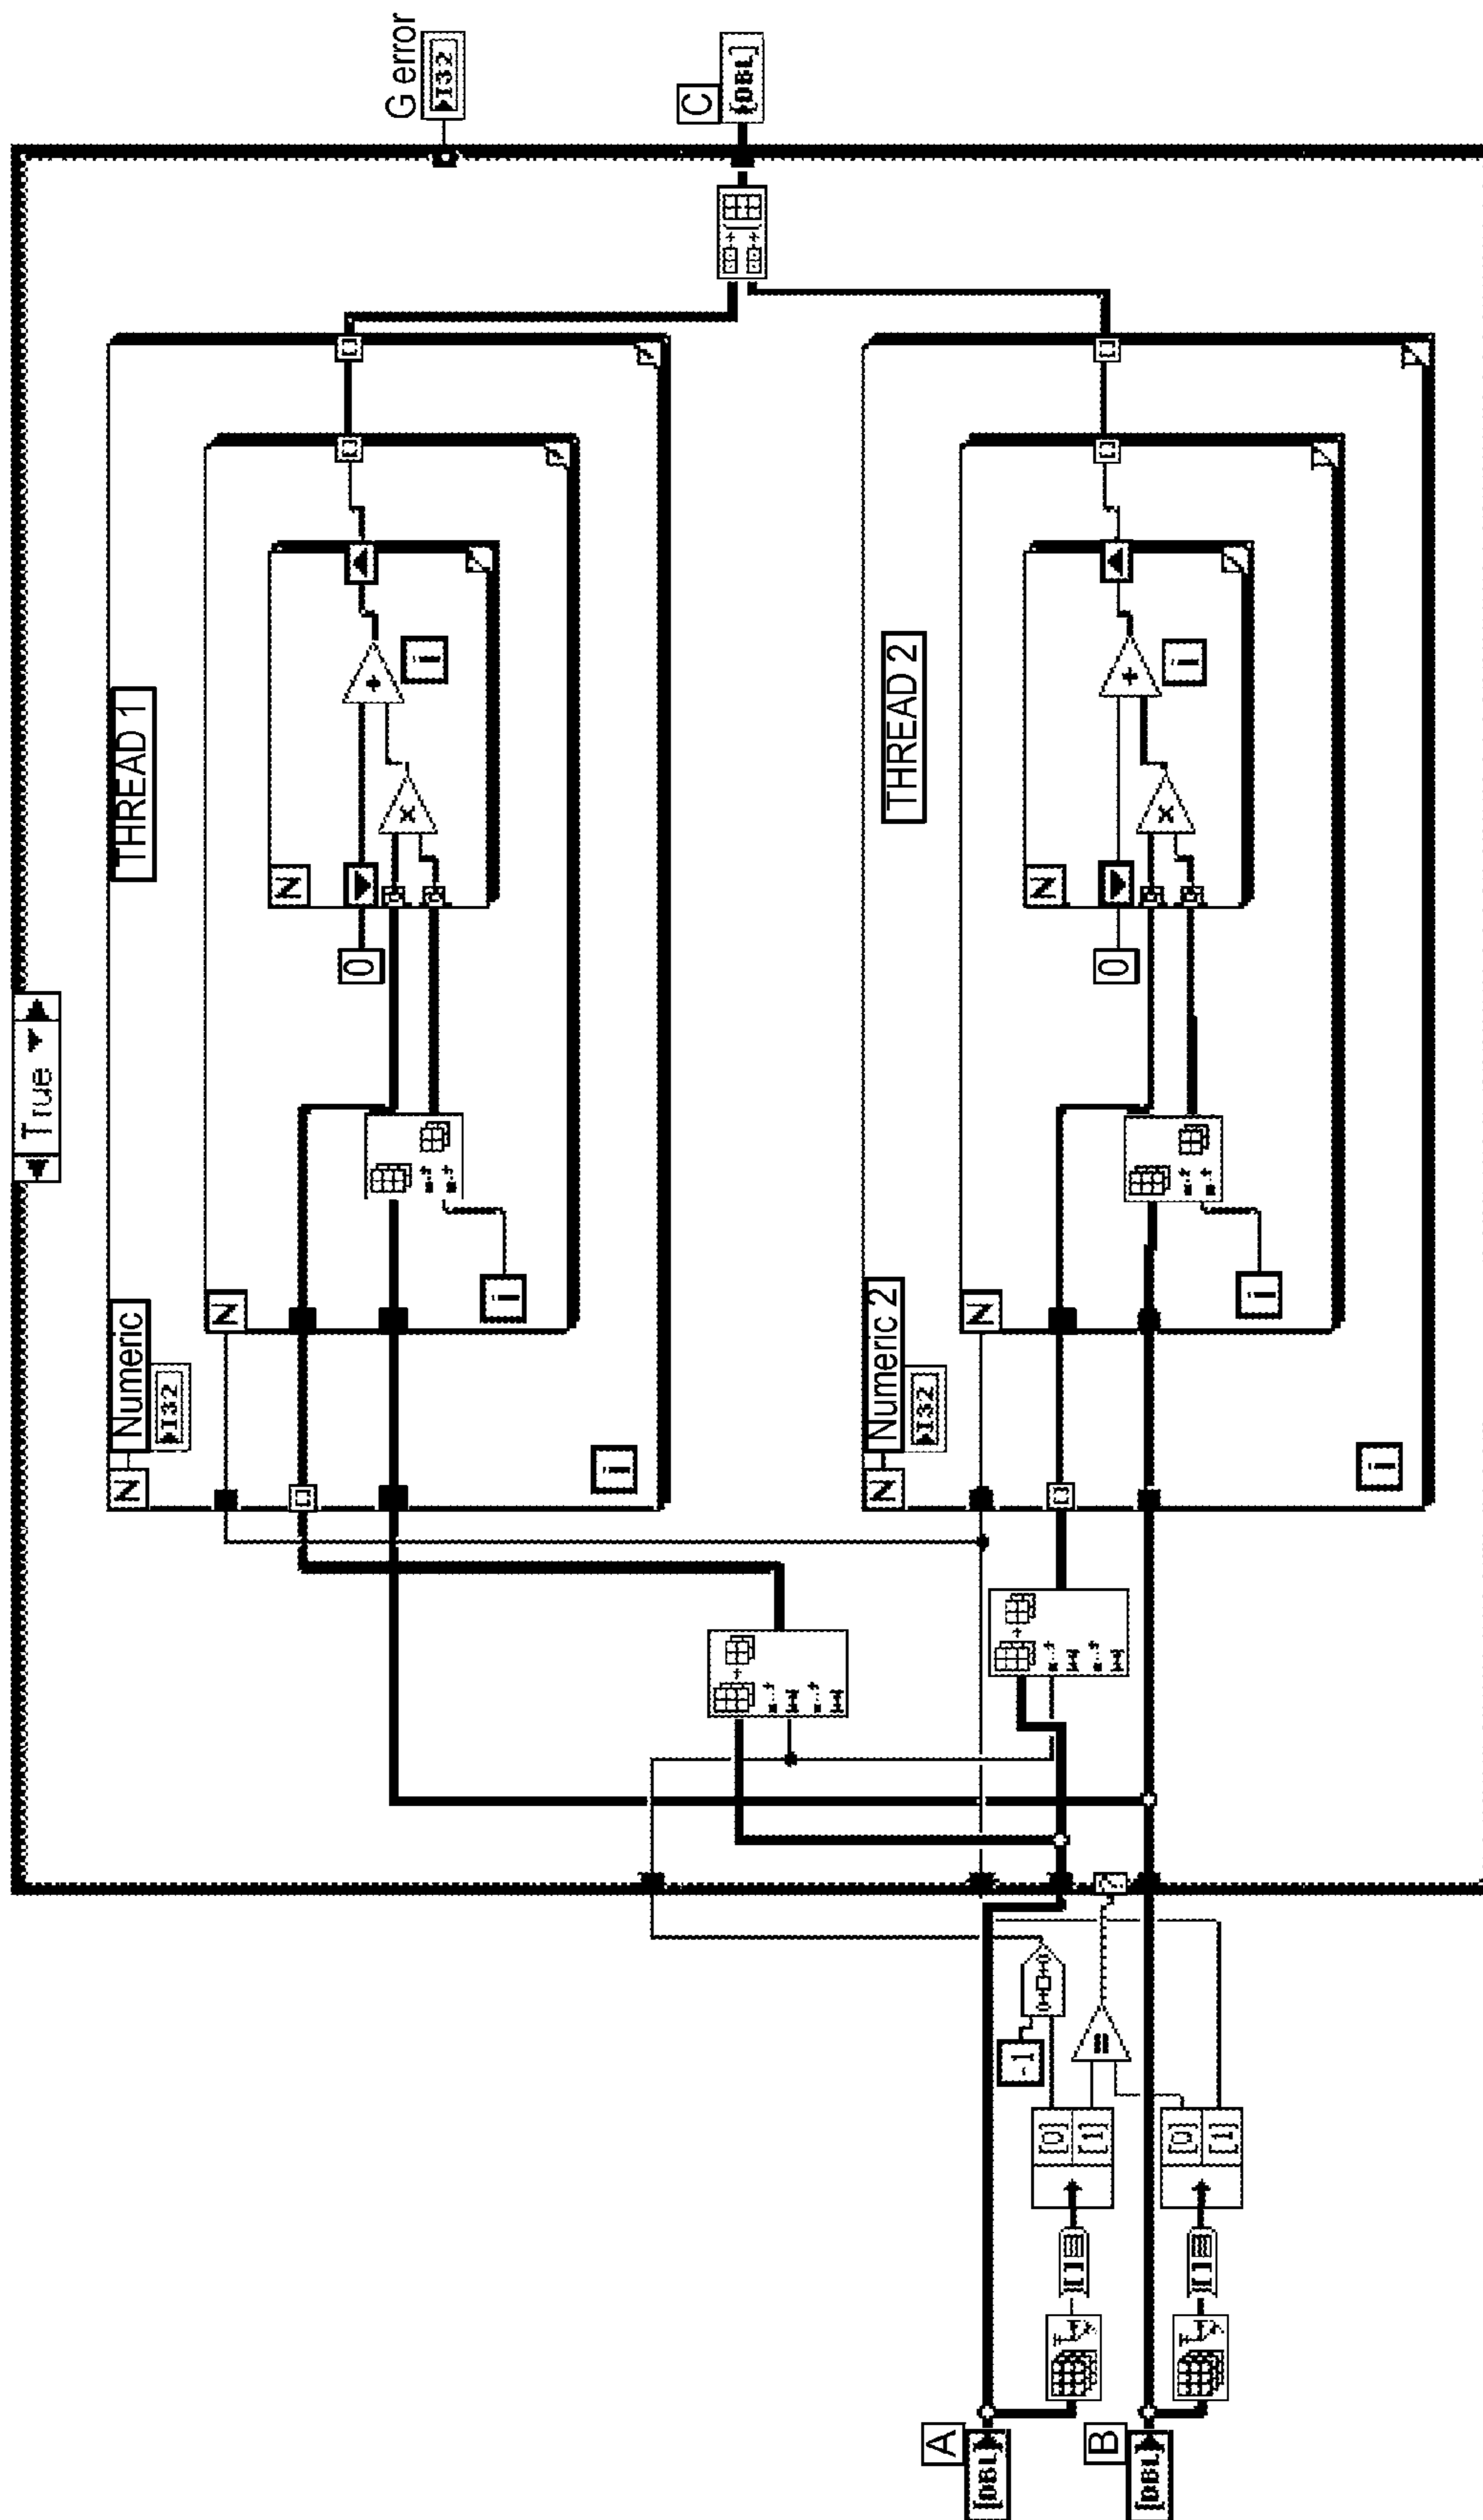 True
THREAD 1
Numeric
N
I32
i
N
i
N
0
×
+
i
THREAD 2
Numeric 2
N
I32
i
N
i
N
0
×
+
i
G error
I32
C
[DBL]
A
[DBL]
B
[DBL]
[0]
[1]
[0]
[1]
-1
=